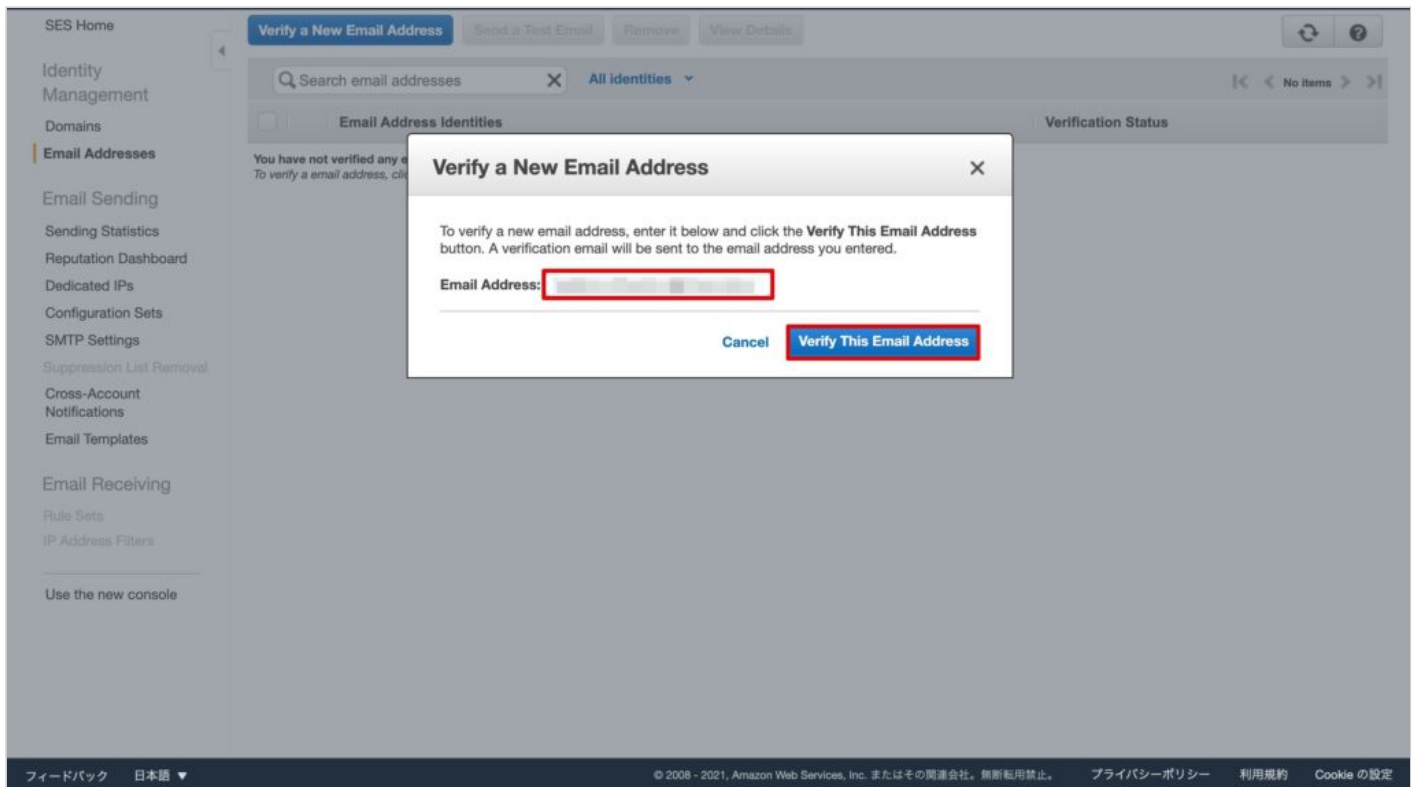 SES Home
Verify a New Email Address
Send a Test Email
Remove
View Details
Identity
Management
Search email addresses
All identities
No items
Domains
Email Address Identities
Verification Status
Email Addresses
You have not verified any e
To verify a email address, clic
Verify a New Email Address
To verify a new email address, enter it below and click the Verify This Email Address
button. A verification email will be sent to the email address you entered.
Email Address:
Cancel
Verify This Email Address
Email Sending
Sending Statistics
Reputation Dashboard
Dedicated IPs
Configuration Sets
SMTP Settings
Suppression List Removal
Cross-Account
Notifications
Email Templates
Email Receiving
Rule Sets
IP Address Filters
Use the new console
フィードバック 日本語 ▼ © 2008 - 2021, Amazon Web Services, Inc. またはその関連会社。無断転用禁止。 プライバシーポリシー 利用規約 Cookie の設定